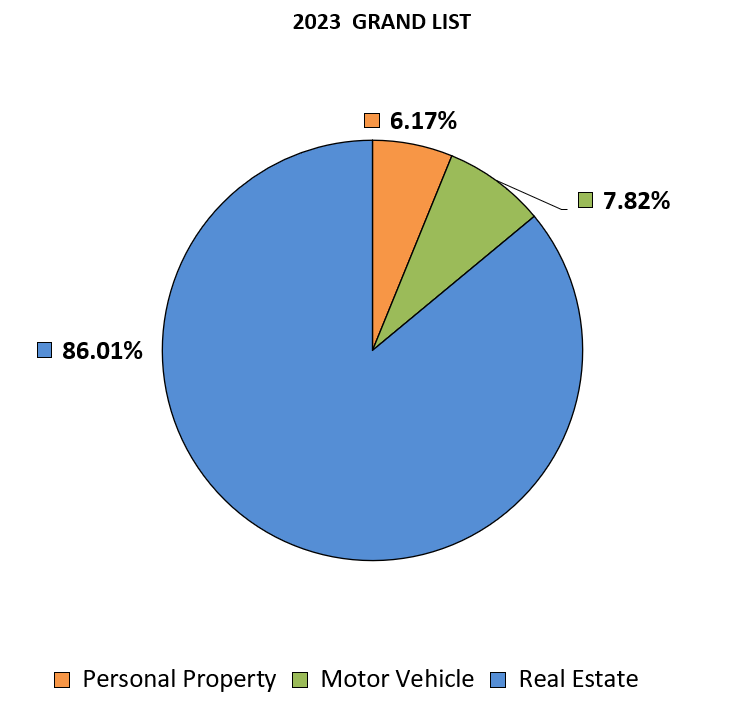 2023 GRAND LIST
6.17%
7.82%
86.01%
Personal Property Motor Vehicle Real Estate